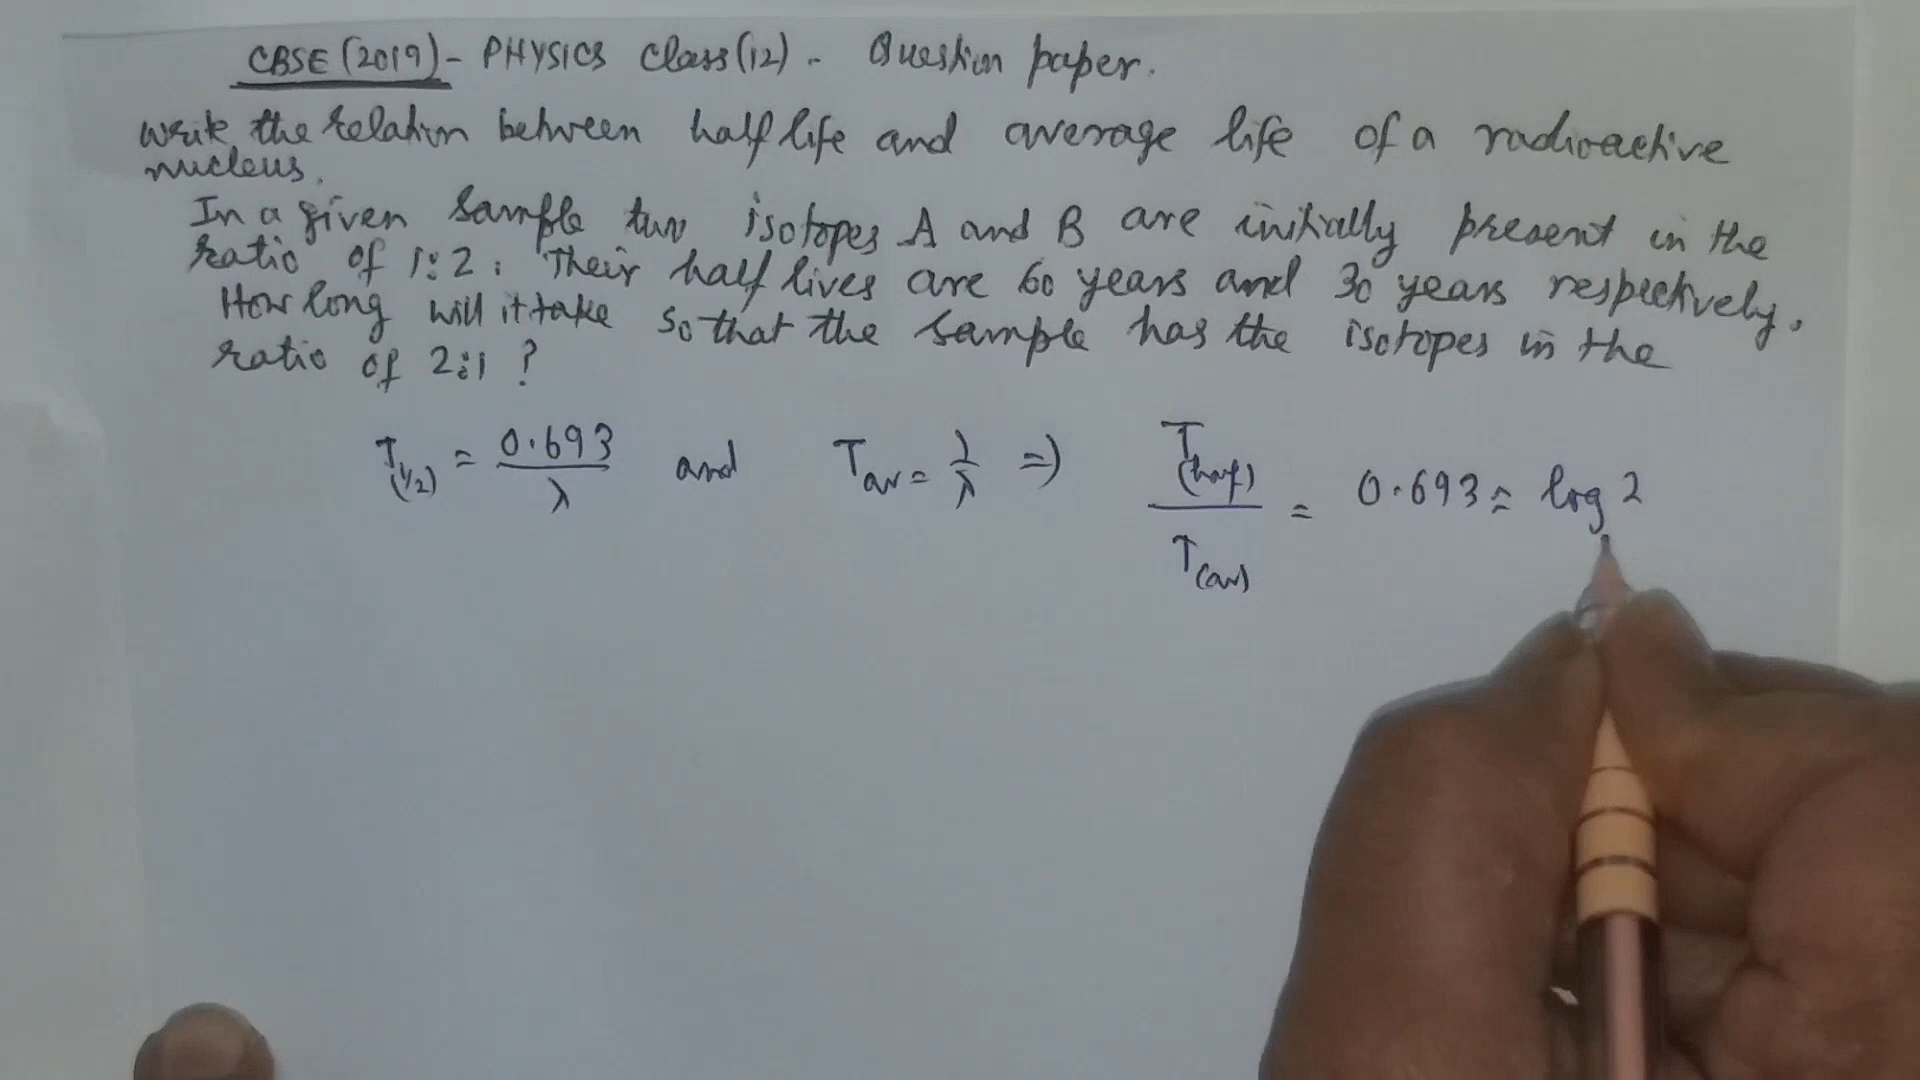 CBSE (2019) - PHYSICS Class (12) - Question paper.
Write the relation between half life and average life of a radioactive
nucleus.
In a given sample two isotopes A and B are initially present in the
ratio of 1:2. Their half lives are 60 years and 30 years respectively.
How long will it take so that the sample has the isotopes in the
ratio of 2:1 ?
T(1/2) = 0.693/λ and Tav = 1/λ => T(half)/T(av) = 0.693 = log 2